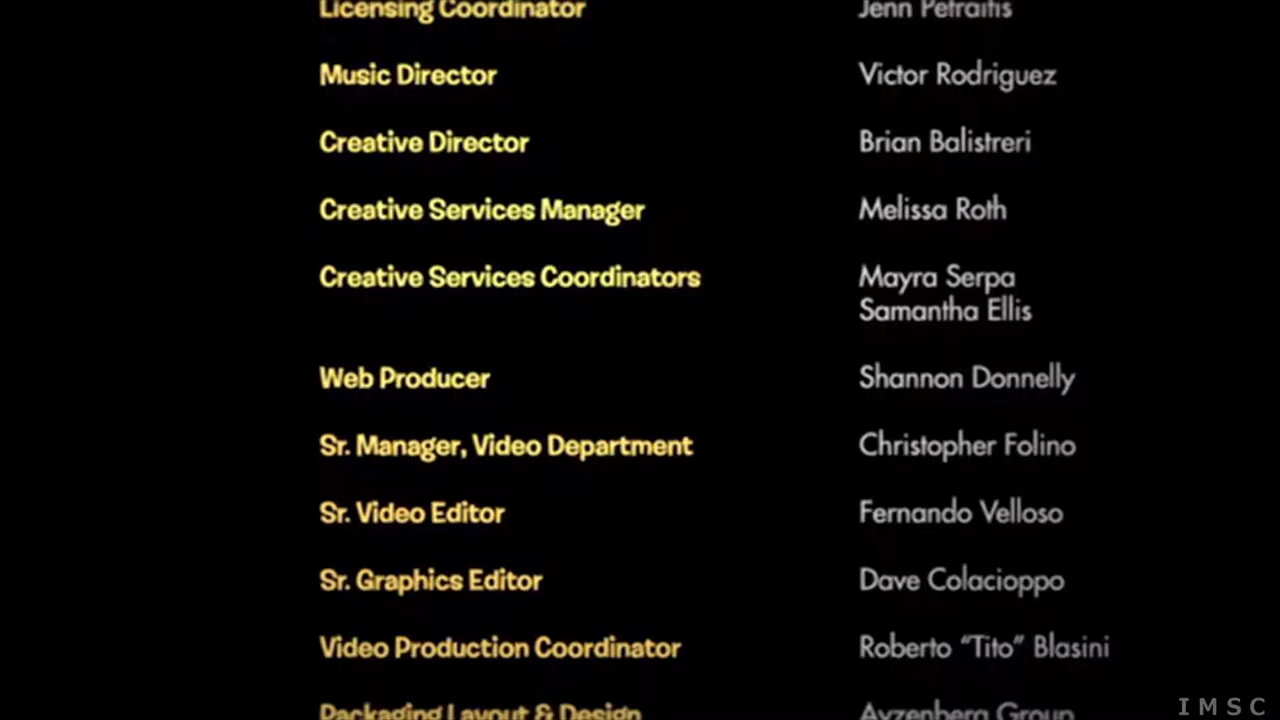 Licensing Coordinator Jenn Petraitis
Music Director Victor Rodriguez
Creative Director Brian Balistreri
Creative Services Manager Melissa Roth
Creative Services Coordinators Mayra Serpa
Samantha Ellis
Web Producer Shannon Donnelly
Sr. Manager, Video Department Christopher Folino
Sr. Video Editor Fernando Velloso
Sr. Graphics Editor Dave Colacioppo
Video Production Coordinator Roberto “Tito” Blasini
Packaging Layout & Design Ayzenberg Group
IMSC